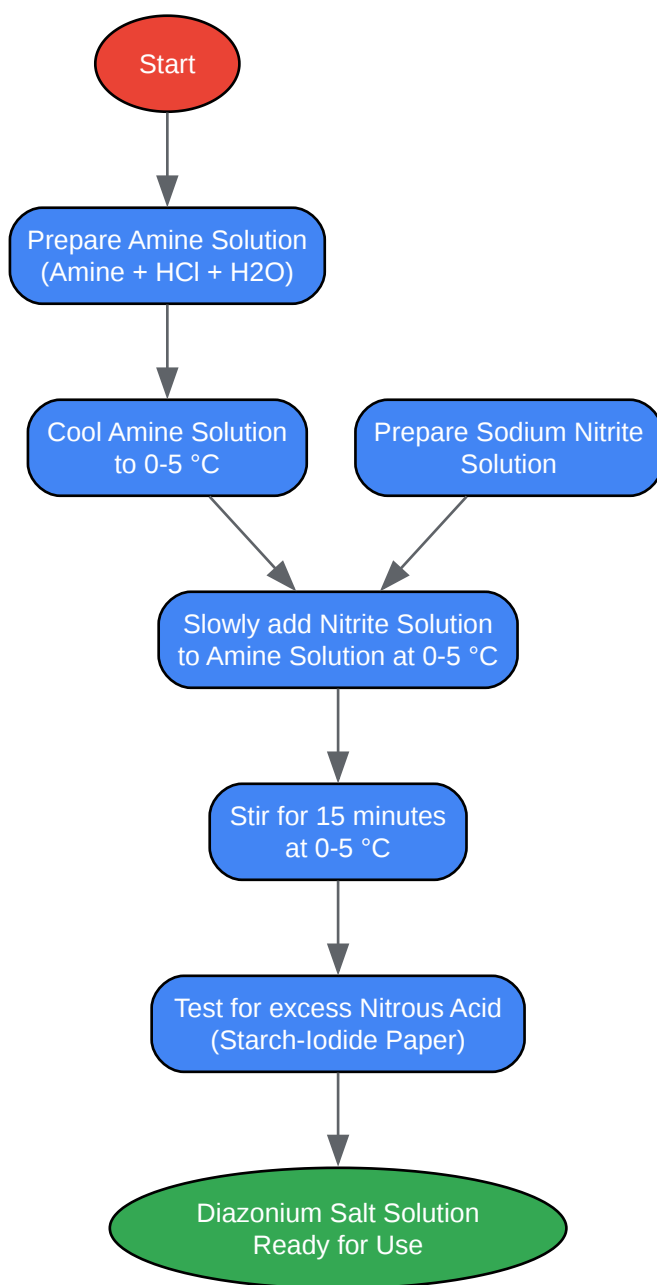 Start
Prepare Amine Solution
(Amine + HCl + H2O)
Cool Amine Solution
to 0-5 °C
Prepare Sodium Nitrite
Solution
Slowly add Nitrite Solution
to Amine Solution at 0-5 °C
Stir for 15 minutes
at 0-5 °C
Test for excess Nitrous Acid
(Starch-Iodide Paper)
Diazonium Salt Solution
Ready for Use